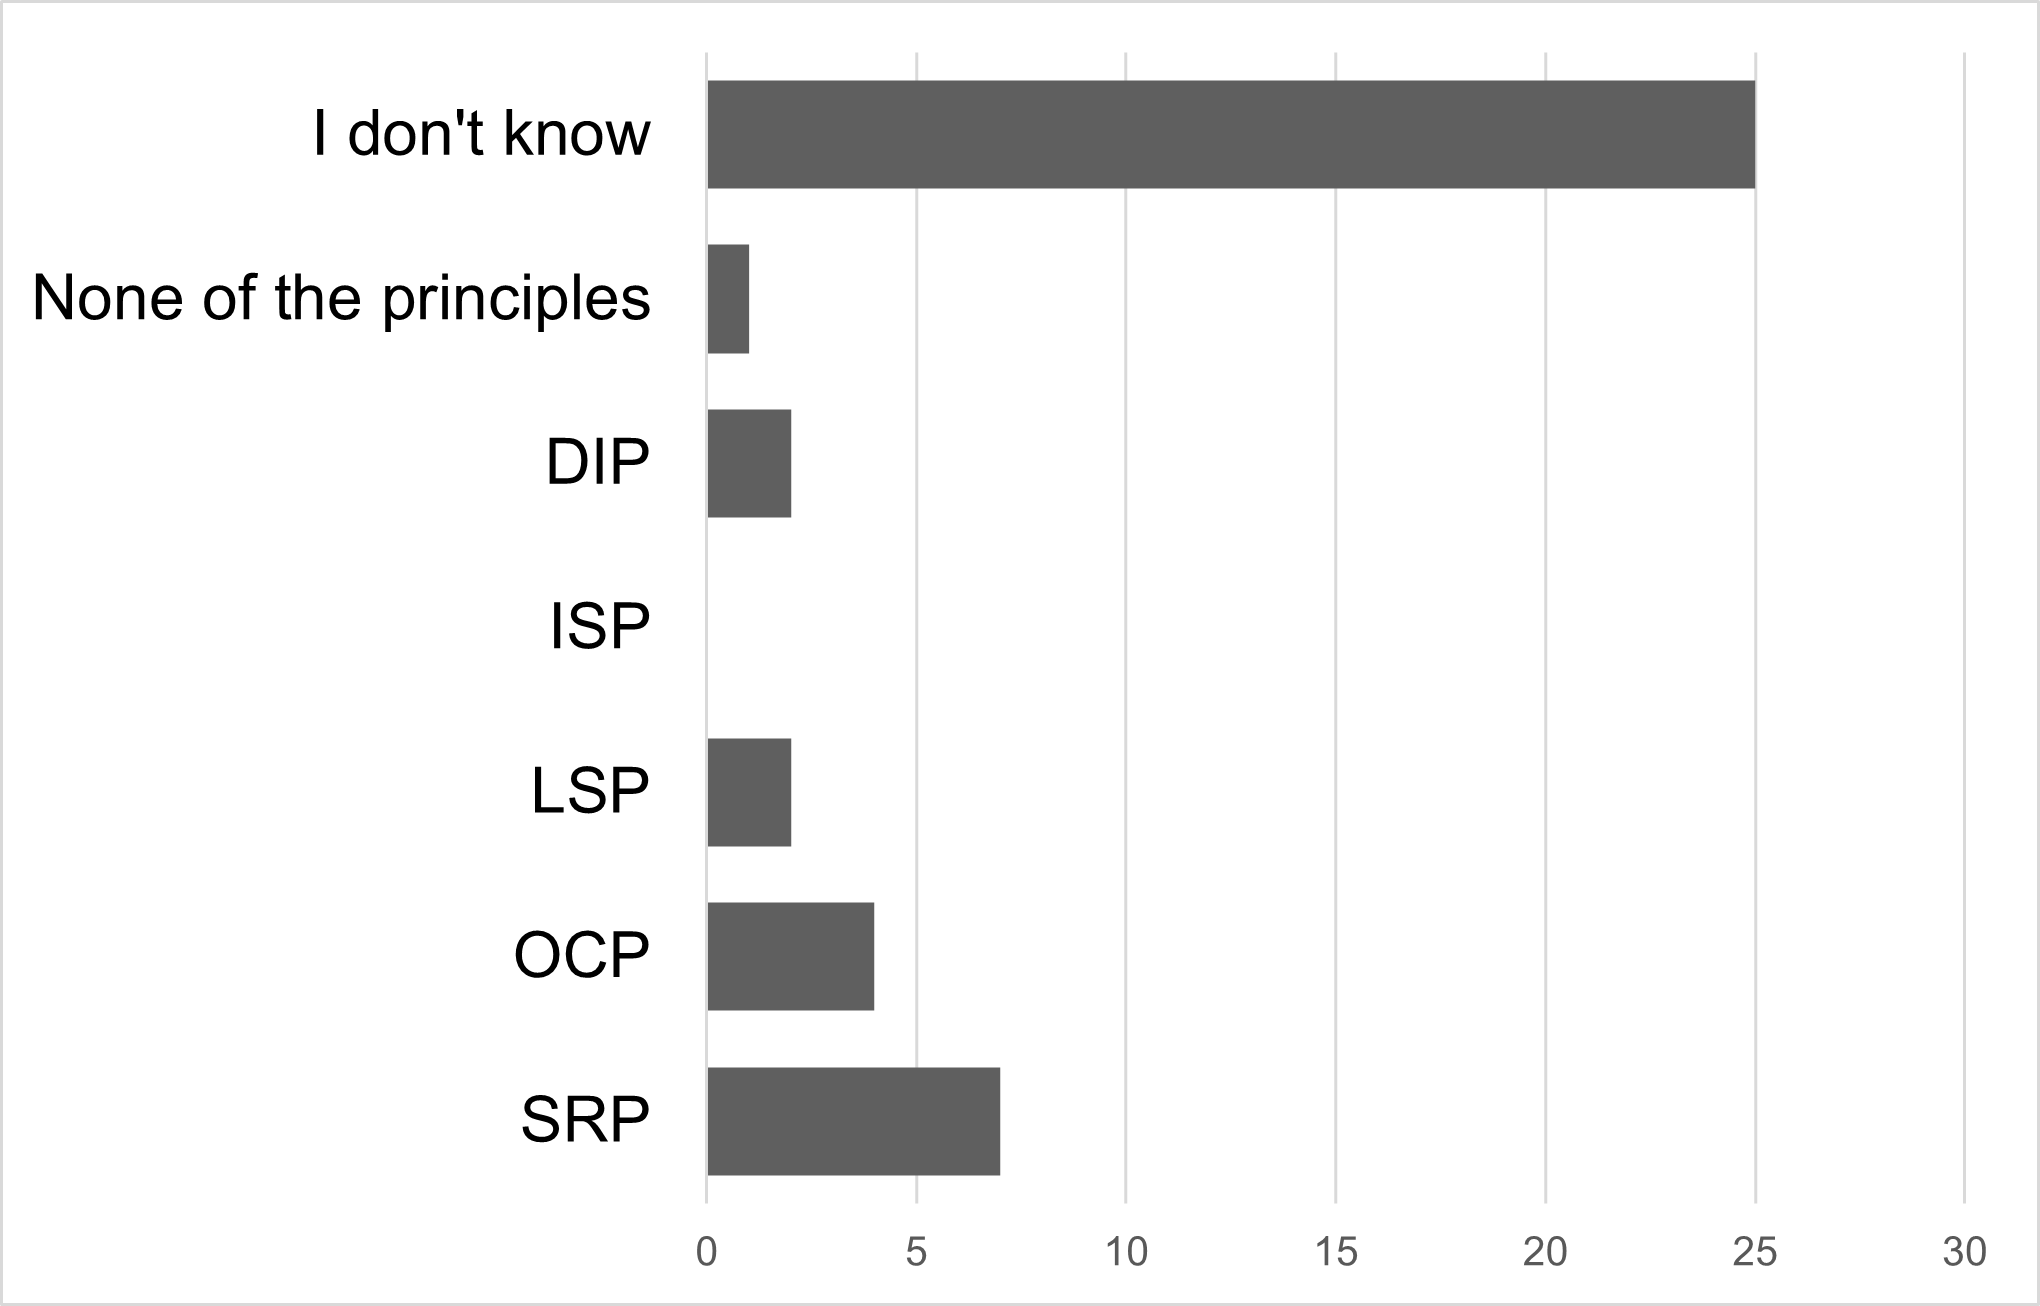 I don't know
None of the principles
DIP
ISP
LSP
OCP
SRP
0 5 10 15 20 25 30